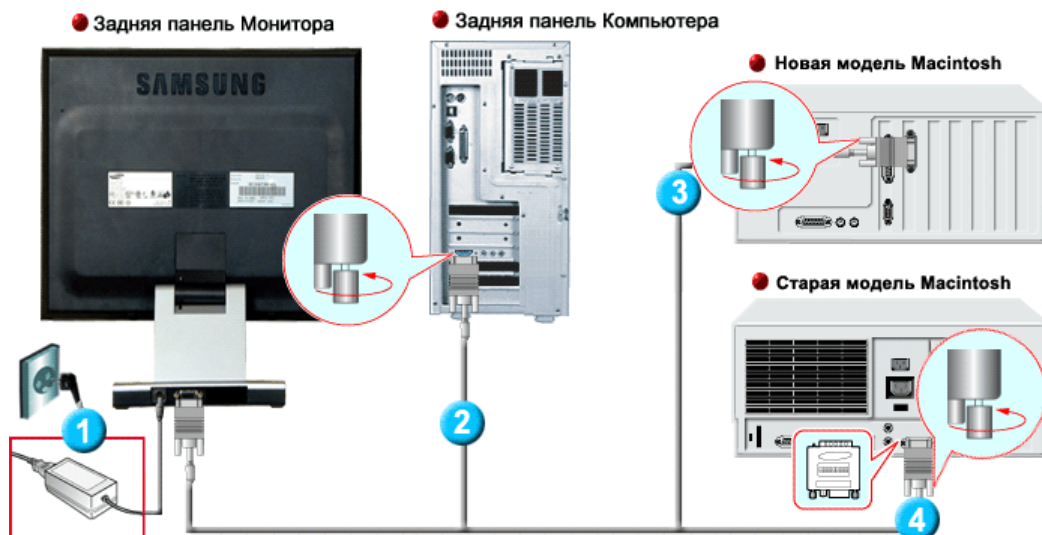 Задняя панель Монитора
Задняя панель Компьютера
Новая модель Macintosh
SAMSUNG
3
Старая модель Macintosh
1
2
4